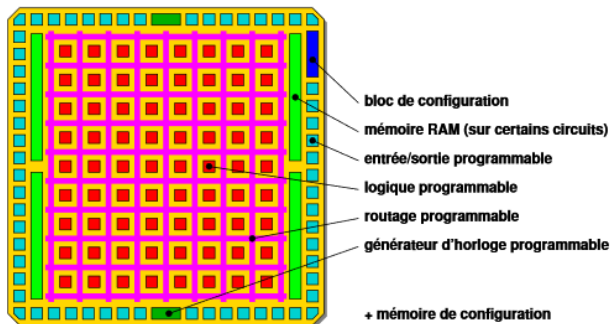 bloc de configuration
mémoire RAM (sur certains circuits)
entrée/sortie programmable
logique programmable
routage programmable
générateur d'horloge programmable
+ mémoire de configuration